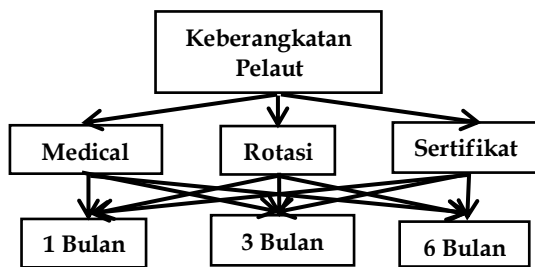 Keberangkatan
Pelaut
Medical
Rotasi
Sertifikat
1 Bulan
3 Bulan
6 Bulan